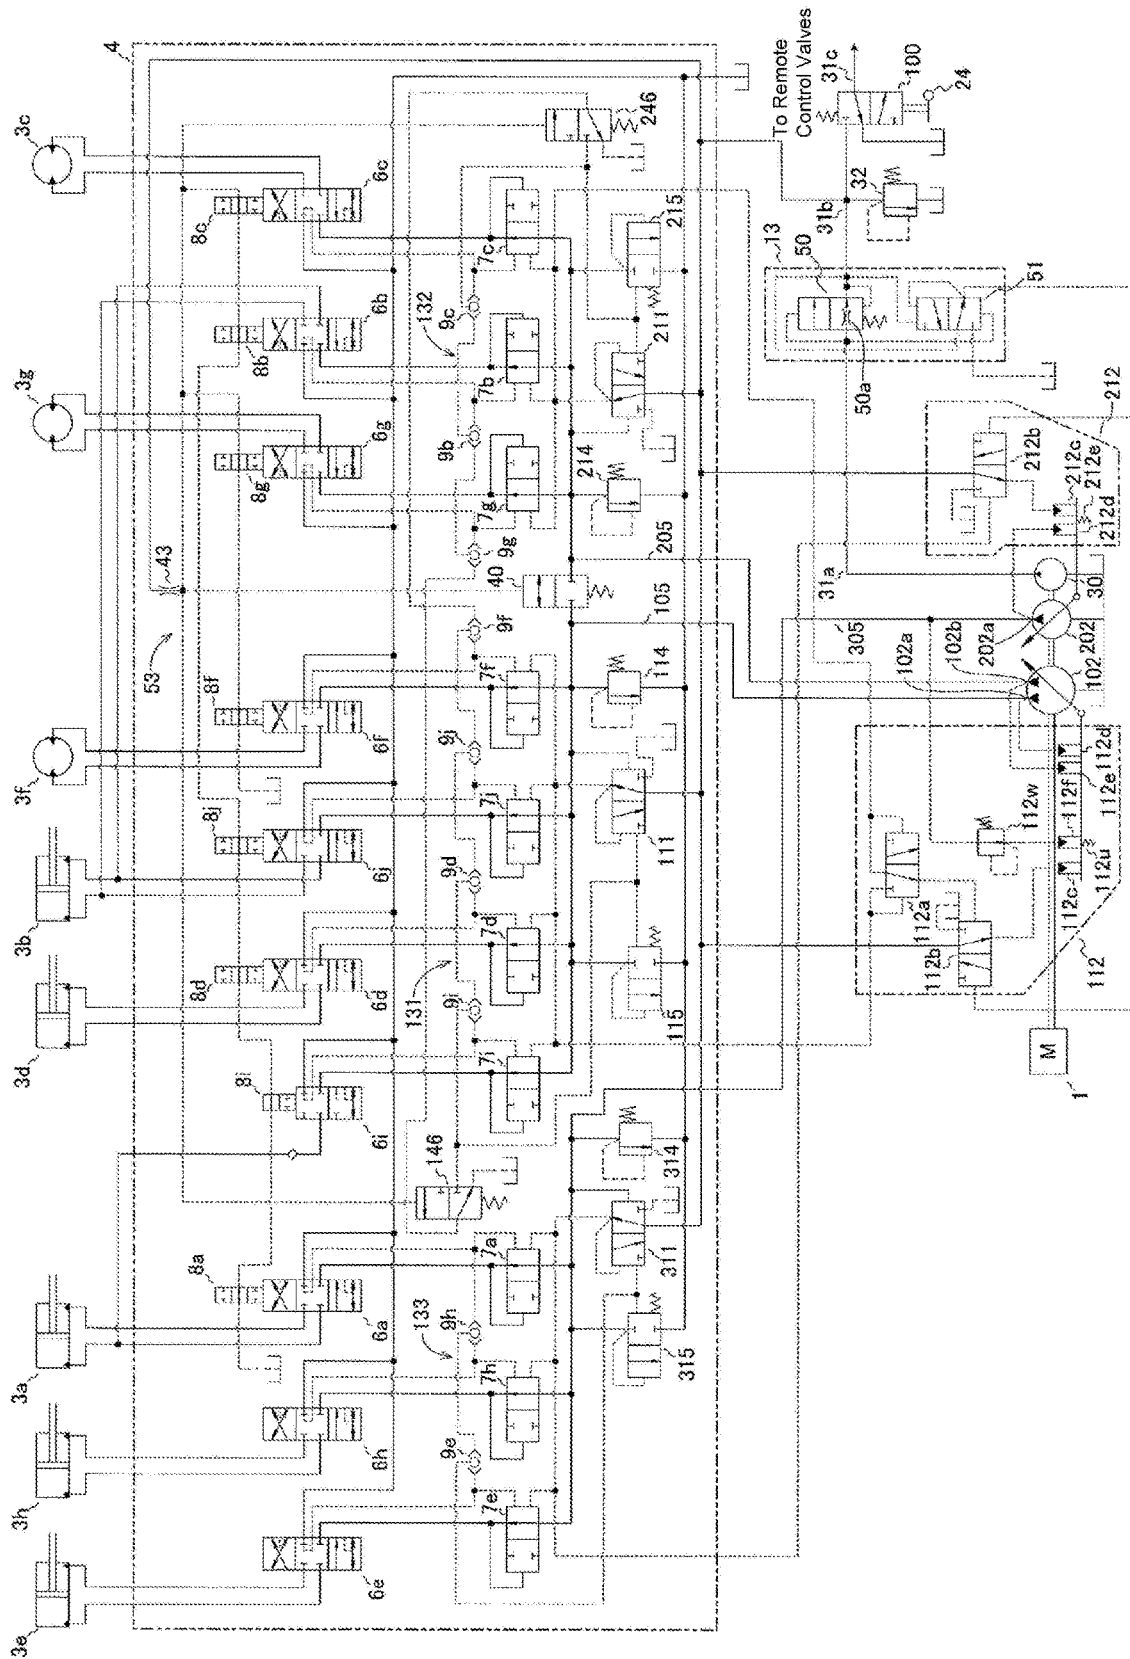 4
3c
3g
3f
3b
3d
3a
3h
3e
53
43
8c
8b
8g
8f
8j
8d
8i
8a
6c
6b
6g
6f
6j
6d
6i
6a
6h
6e
246
132
131
133
146
9c
9b
9g
9f
9j
9d
9i
9h
9e
7c
7b
7g
7f
7j
7d
7i
7a
7h
7e
40
215
211
214
205
105
114
111
115
314
311
315
To Remote
Control Valves
31c
100
24
32
31b
13
50
51
50a
212
212b
212c
212e
212d
31a
30
305
102a
102b
202a
202
102
112d
112e
112f
112w
112u
112c
112a
112b
112
M
1